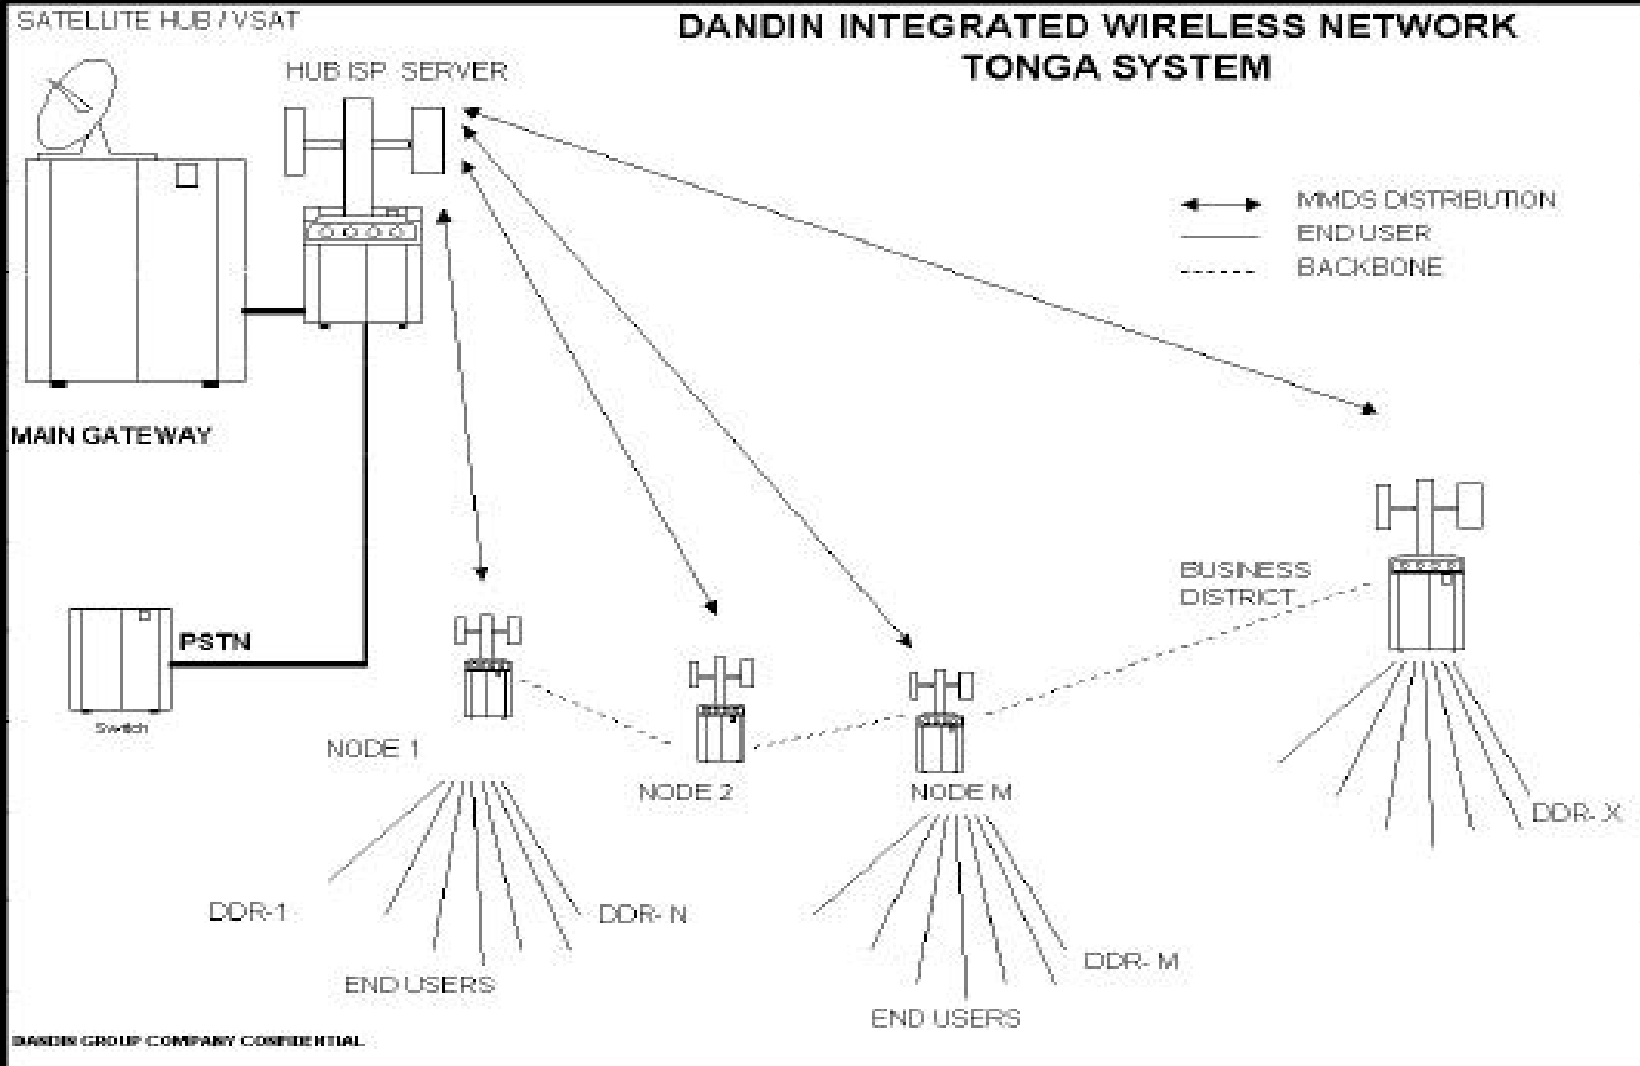 SATELLITE HUB / VSAT
DANDIN INTEGRATED WIRELESS NETWORK
TONGA SYSTEM
HUB ISP SERVER
MMDS DISTRIBUTION
END USER
BACKBONE
MAIN GATEWAY
BUSINESS
DISTRICT
PSTN
Switch
NODE 1
NODE 2
NODE M
DDR- X
DDR-1
DDR- N
DDR- M
END USERS
END USERS
DANDIN GROUP COMPANY CONFIDENTIAL